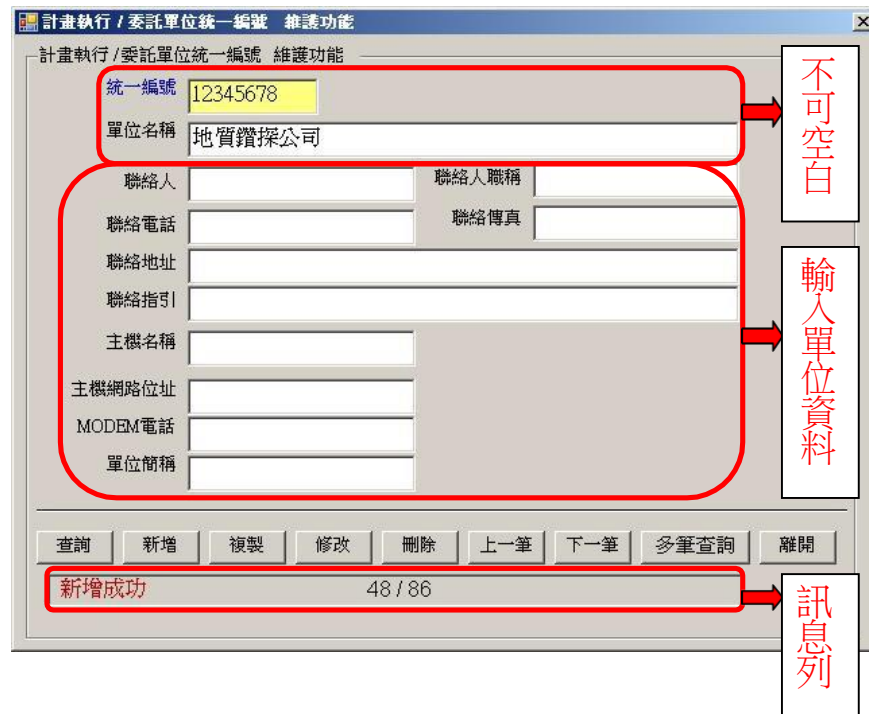 計畫執行 / 委託單位統一編號 維護功能
計畫執行 /委託單位統一編號 維護功能
統一編號 12345678
單位名稱 地質鑽探公司
不可空白
聯絡人 聯絡人職稱
聯絡電話 聯絡傳真
聯絡地址
聯絡指引
主機名稱
主機網路位址
MODEM電話
單位簡稱
輸入單位資料
查詢 新增 複製 修改 刪除 上一筆 下一筆 多筆查詢 離開
新增成功 48 / 86
訊息列